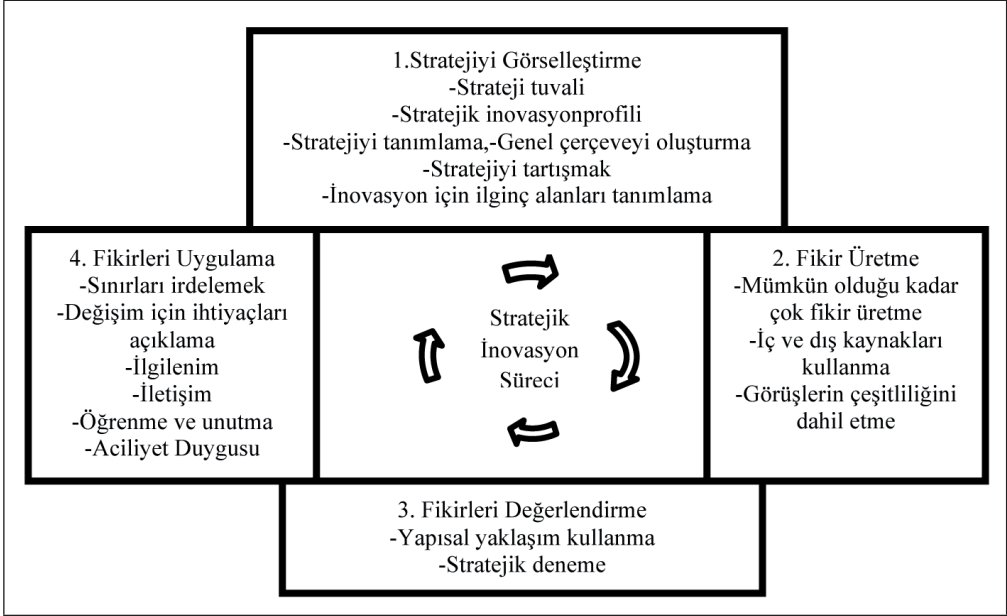 1.Stratejiyi Görselleştirme
-Strateji tuvali
-Stratejik inovasyonprofili
-Stratejiyi tanımlama,-Genel çerçeveyi oluşturma
-Stratejiyi tartışmak
-İnovasyon için ilginç alanları tanımlama
4. Fikirleri Uygulama
-Sınırları irdelemek
-Değişim için ihtiyaçları
açıklama
-İlgilenim
-İletişim
-Öğrenme ve unutma
-Aciliyet Duygusu
Stratejik
İnovasyon
Süreci
2. Fikir Üretme
-Mümkün olduğu kadar
çok fikir üretme
-İç ve dış kaynakları
kullanma
-Görüşlerin çeşitliliğini
dahil etme
3. Fikirleri Değerlendirme
-Yapısal yaklaşım kullanma
-Stratejik deneme